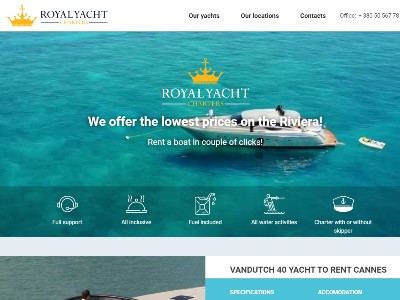 ROYAL YACHT
CHARTERS
Our yachts
Our locations
Contacts
Office: + 380 50 567 78
ROYAL YACHT
CHARTERS
We offer the lowest prices on the Riviera!
Rent a boat in couple of clicks!
Full support
All inclusive
Fuel included
All water activities
Charter with or without
skipper
VANDUTCH 40 YACHT TO RENT CANNES
SPECIFICATIONS
ACCOMODATION